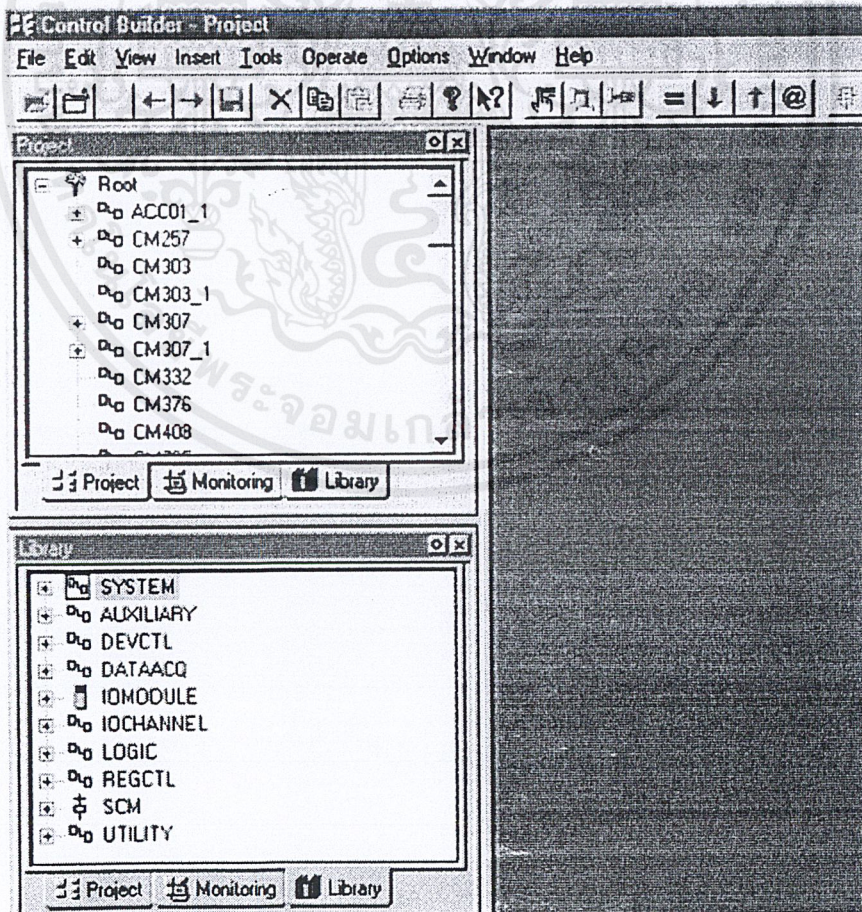 Control Builder - Project
File Edit View Insert Tools Operate Options Window Help
Project
Root
ACC01_1
CM257
CM303
CM303_1
CM307
CM307_1
CM332
CM376
CM408
Project Monitoring Library
Library
SYSTEM
AUXILIARY
DEVCTL
DATAACQ
IOMODULE
IOCHANNEL
LOGIC
REGCTL
SCM
UTILITY
Project Monitoring Library